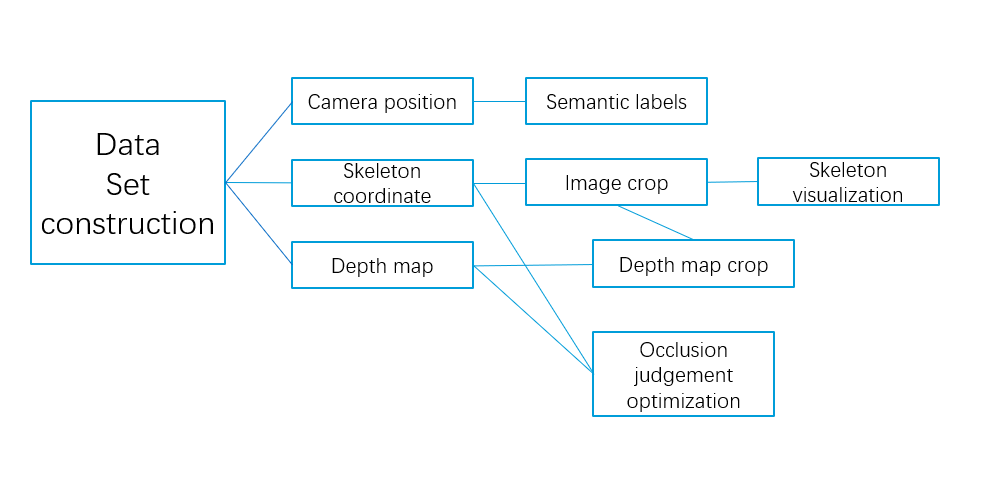 Data
Set
construction
Camera position
Semantic labels
Skeleton
coordinate
Image crop
Skeleton
visualization
Depth map
Depth map crop
Occlusion
judgement
optimization